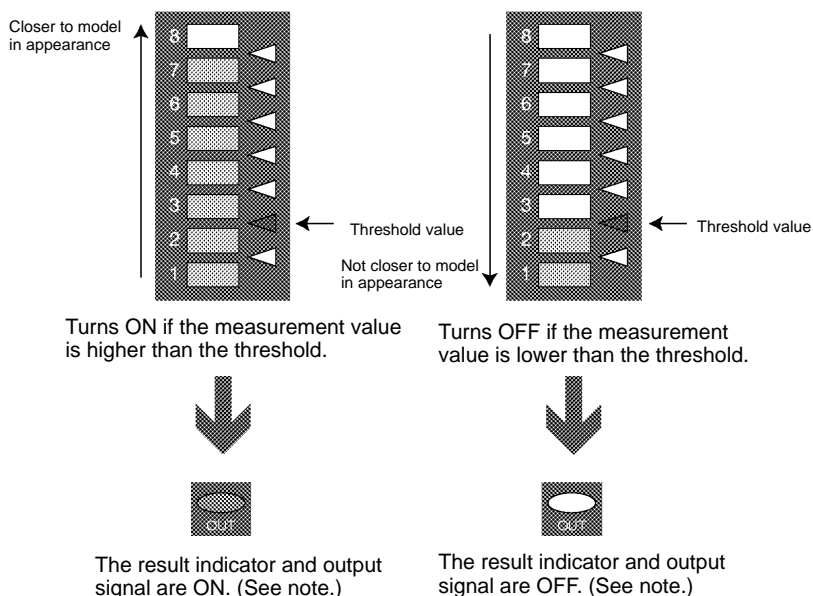 Closer to model
in appearance
8
7
6
5
4
3
2
1
Threshold value
Turns ON if the measurement value
is higher than the threshold.
OUT
The result indicator and output
signal are ON. (See note.)
8
7
6
5
4
3
2
1
Threshold value
Not closer to model
in appearance
Turns OFF if the measurement
value is lower than the threshold.
OUT
The result indicator and output
signal are OFF. (See note.)